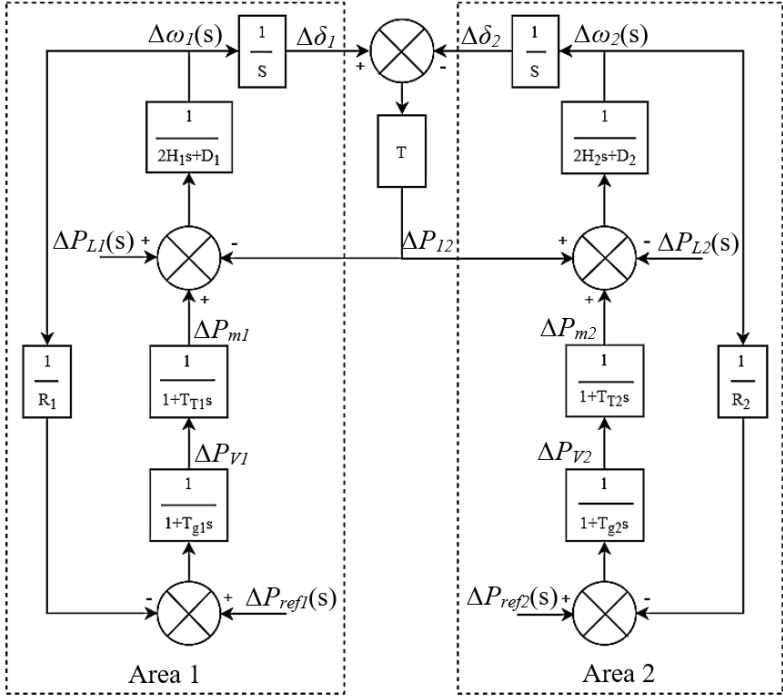 Δω1(s)
1
S
Δδ1
+
-
Δδ2
1
S
Δω2(s)
1
2H1s+D1
T
1
2H2s+D2
ΔPL1(s)
+
-
ΔP12
+
-
ΔPL2(s)
+
+
ΔPm1
ΔPm2
1
R1
1
1+TT1s
1
1+TT2s
1
R2
ΔPV1
ΔPV2
1
1+Tg1s
1
1+Tg2s
-
+
ΔPref1(s)
ΔPref2(s)
+
-
Area 1
Area 2